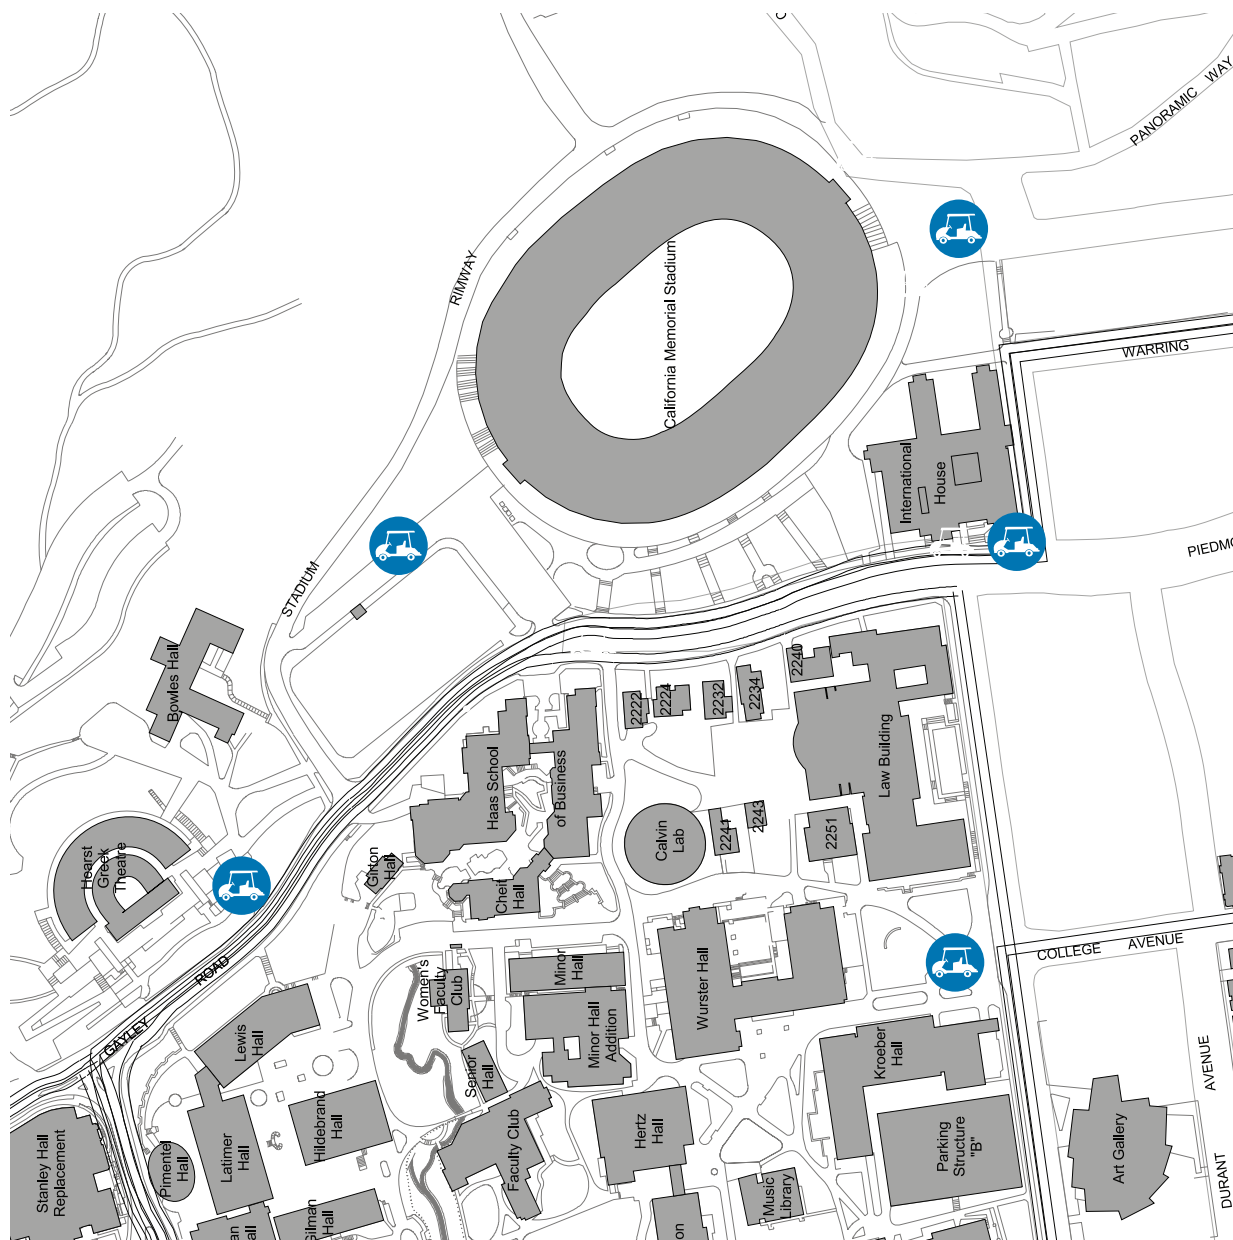 PANORAMIC WAY
RIMWAY
California Memorial Stadium
WARRING
International
House
STADIUM
Bowles Hall
2240
2222
2224
2232
2234
Haas School
of Business
Law Building
Hearst
Greek
Theatre
Girton
Hall
Cheit
Hall
Calvin
Lab
2241
2243
2251
COLLEGE AVENUE
GAYLEY ROAD
Women's
Faculty
Club
Minor
Hall
Wurster Hall
Lewis
Hall
Minor Hall
Addition
Senior
Hall
Kroeber
Hall
Hildebrand
Hall
Faculty Club
Hertz
Hall
Latimer
Hall
Pimentel
Hall
Stanley Hall
Replacement
Gilman
Hall
Hall
Music
Library
Parking
Structure
"B"
Art Gallery
DURANT AVENUE